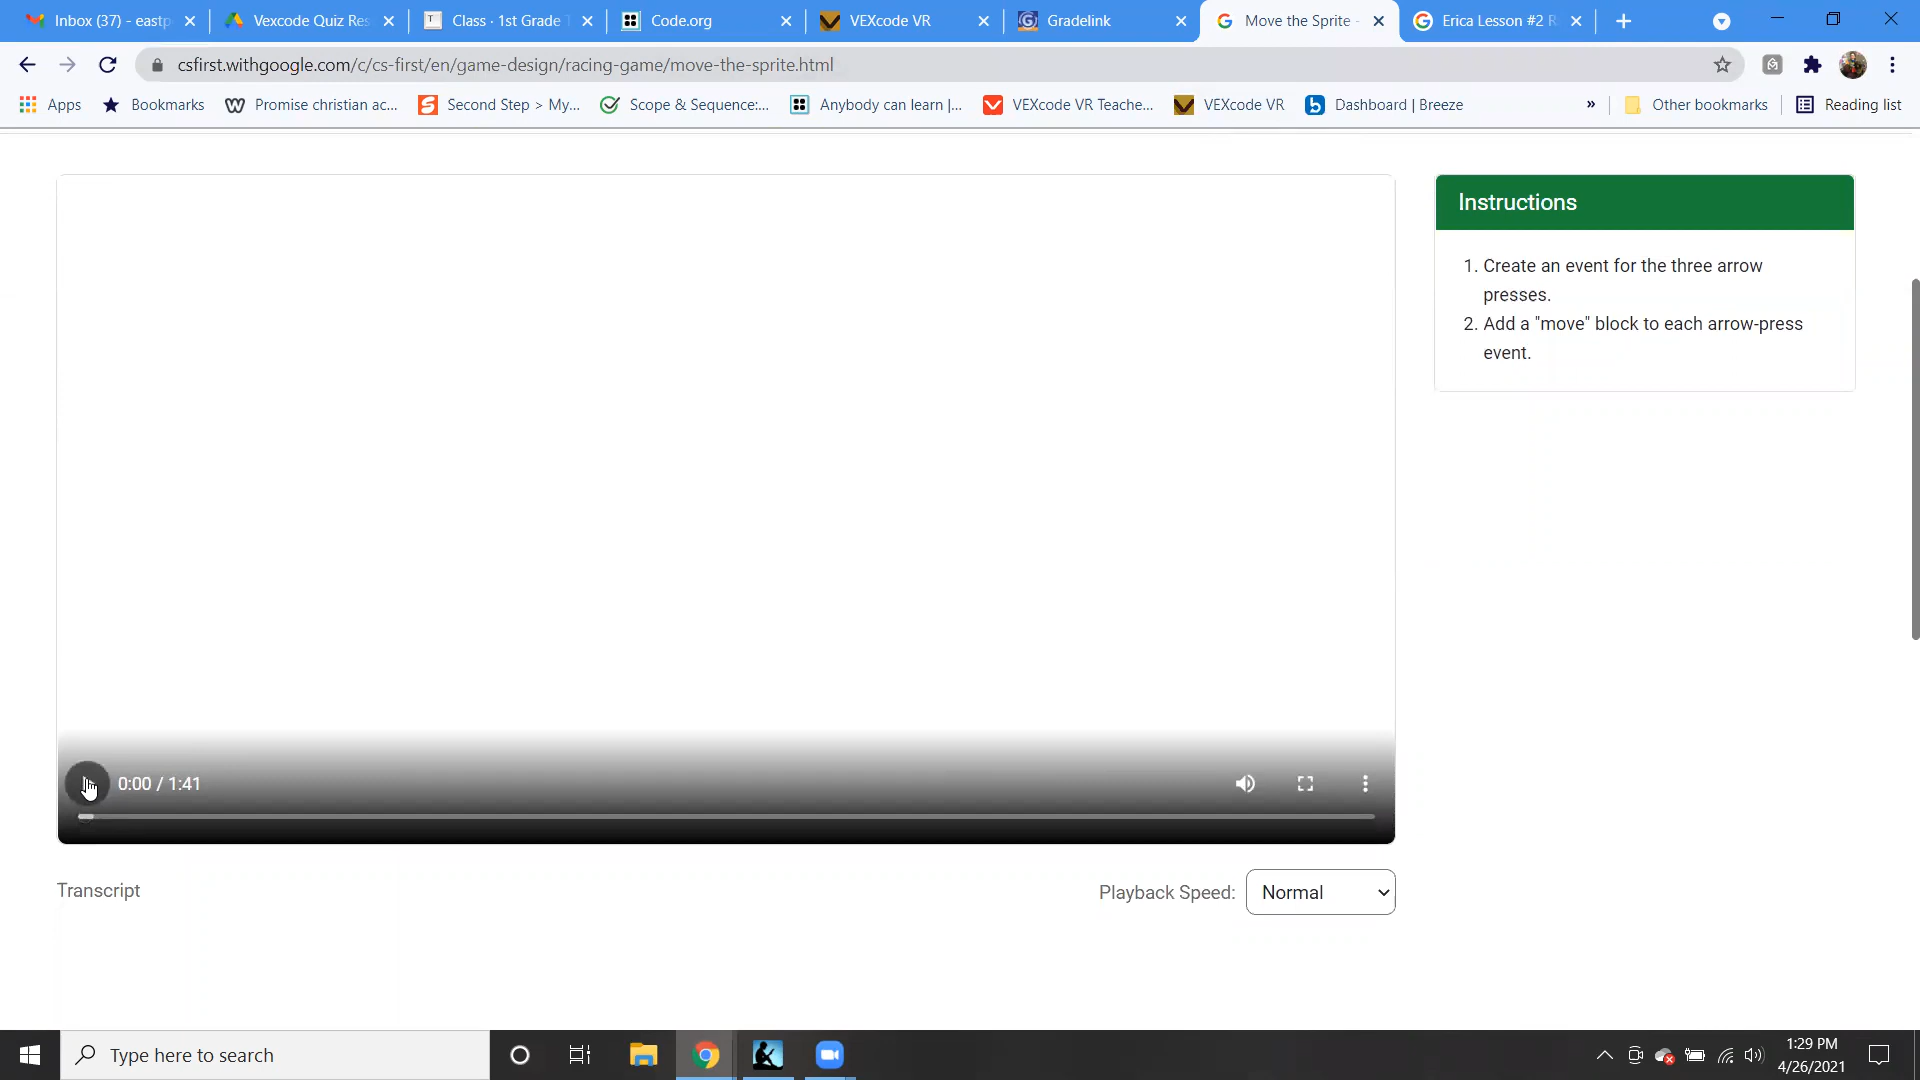 Inbox (37) - eastp
Vexcode Quiz Res
Class · 1st Grade T
Code.org
VEXcode VR
Gradelink
Move the Sprite -
Erica Lesson #2 R
csfirst.withgoogle.com/c/cs-first/en/game-design/racing-game/move-the-sprite.html
Apps
Bookmarks
Promise christian ac...
Second Step > My...
Scope & Sequence:...
Anybody can learn |...
VEXcode VR Teache...
VEXcode VR
Dashboard | Breeze
»
Other bookmarks
Reading list
Instructions
1. Create an event for the three arrow
presses.
2. Add a "move" block to each arrow-press
event.
0:00 / 1:41
Transcript
Playback Speed:
Normal
Type here to search
1:29 PM
4/26/2021